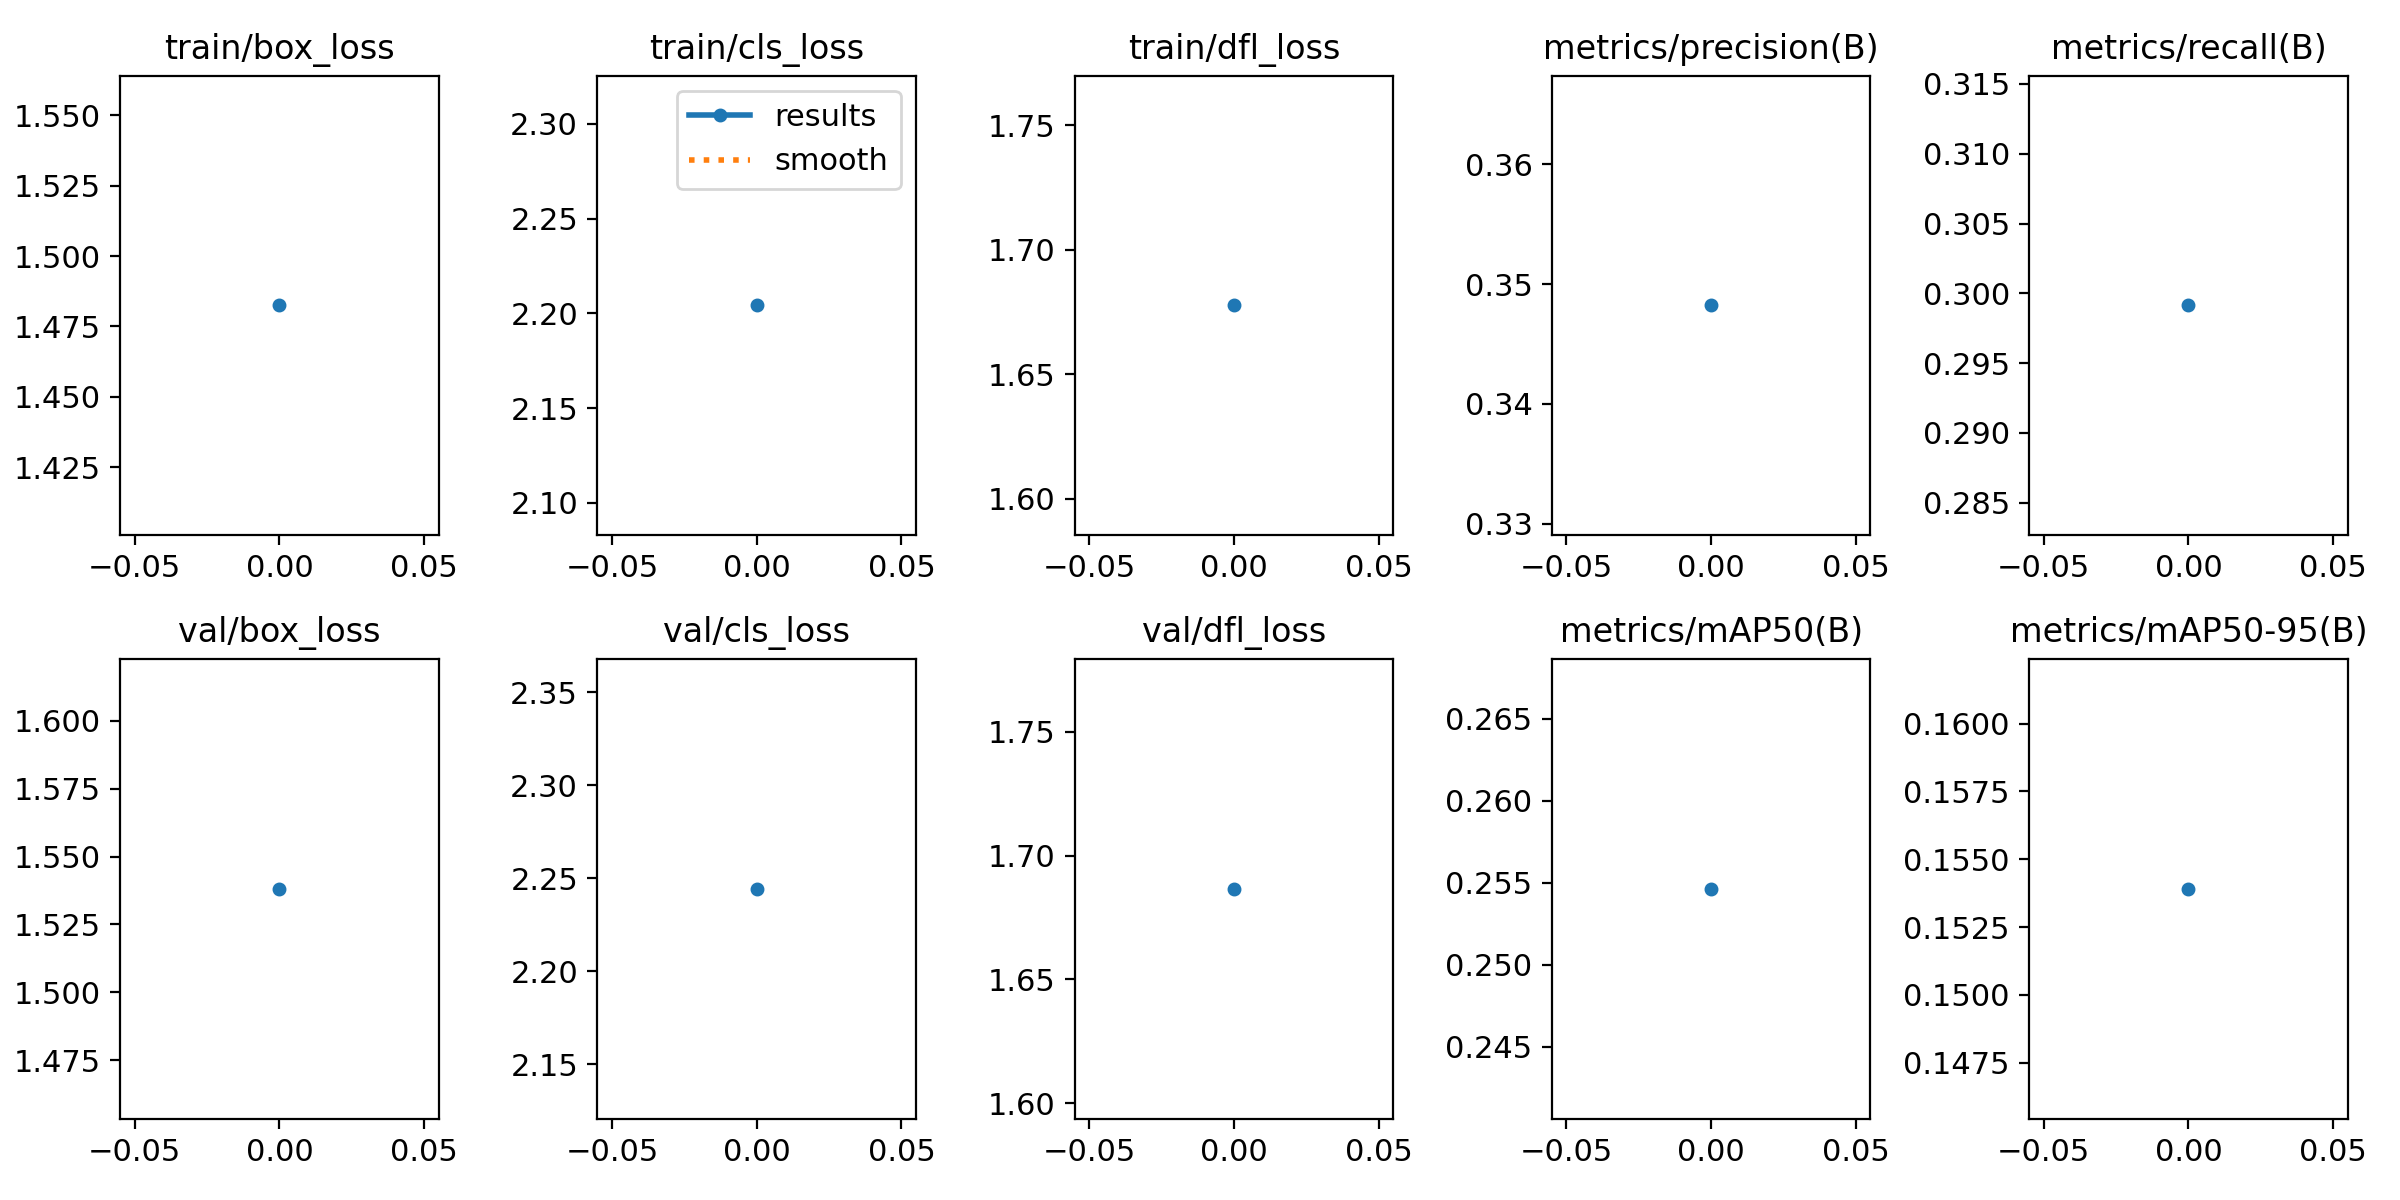 train/box_loss
1.550
1.525
1.500
1.475
1.450
1.425
−0.05 0.00 0.05
train/cls_loss
results
smooth
2.30
2.25
2.20
2.15
2.10
−0.05 0.00 0.05
train/dfl_loss
1.75
1.70
1.65
1.60
−0.05 0.00 0.05
metrics/precision(B)
0.36
0.35
0.34
0.33
−0.05 0.00 0.05
metrics/recall(B)
0.315
0.310
0.305
0.300
0.295
0.290
0.285
−0.05 0.00 0.05
val/box_loss
1.600
1.575
1.550
1.525
1.500
1.475
−0.05 0.00 0.05
val/cls_loss
2.35
2.30
2.25
2.20
2.15
−0.05 0.00 0.05
val/dfl_loss
1.75
1.70
1.65
1.60
−0.05 0.00 0.05
metrics/mAP50(B)
0.265
0.260
0.255
0.250
0.245
−0.05 0.00 0.05
metrics/mAP50-95(B)
0.1600
0.1575
0.1550
0.1525
0.1500
0.1475
−0.05 0.00 0.05